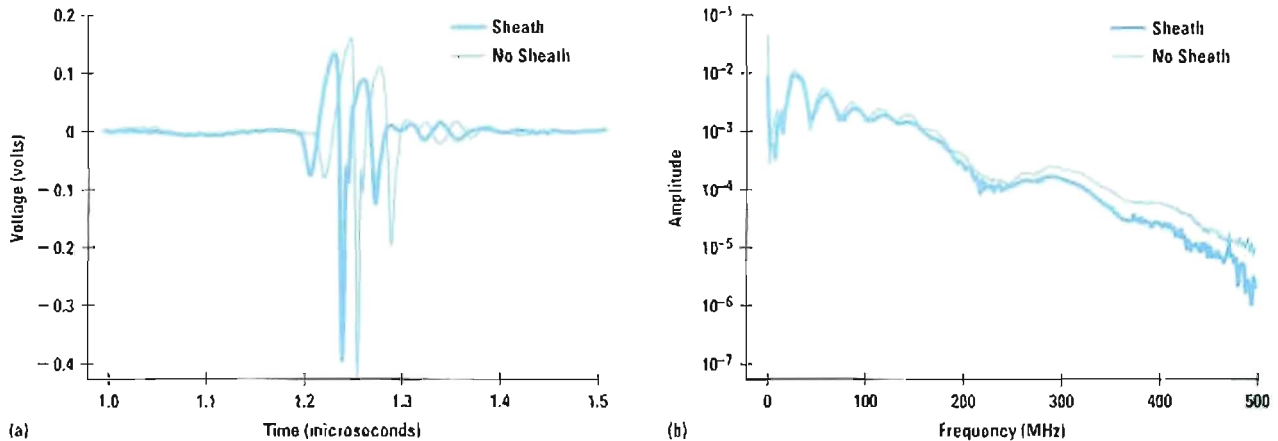 0.2
0.1
0
−0.1
−0.2
−0.3
−0.4
Voltage (volts)
Sheath
No Sheath
1.0 1.1 1.2 1.3 1.4 1.5
Time (microseconds)
(a)
10⁻¹
10⁻²
10⁻³
10⁻⁴
10⁻⁵
10⁻⁶
10⁻⁷
Amplitude
Sheath
No Sheath
0 100 200 300 400 500
Frequency (MHz)
(b)